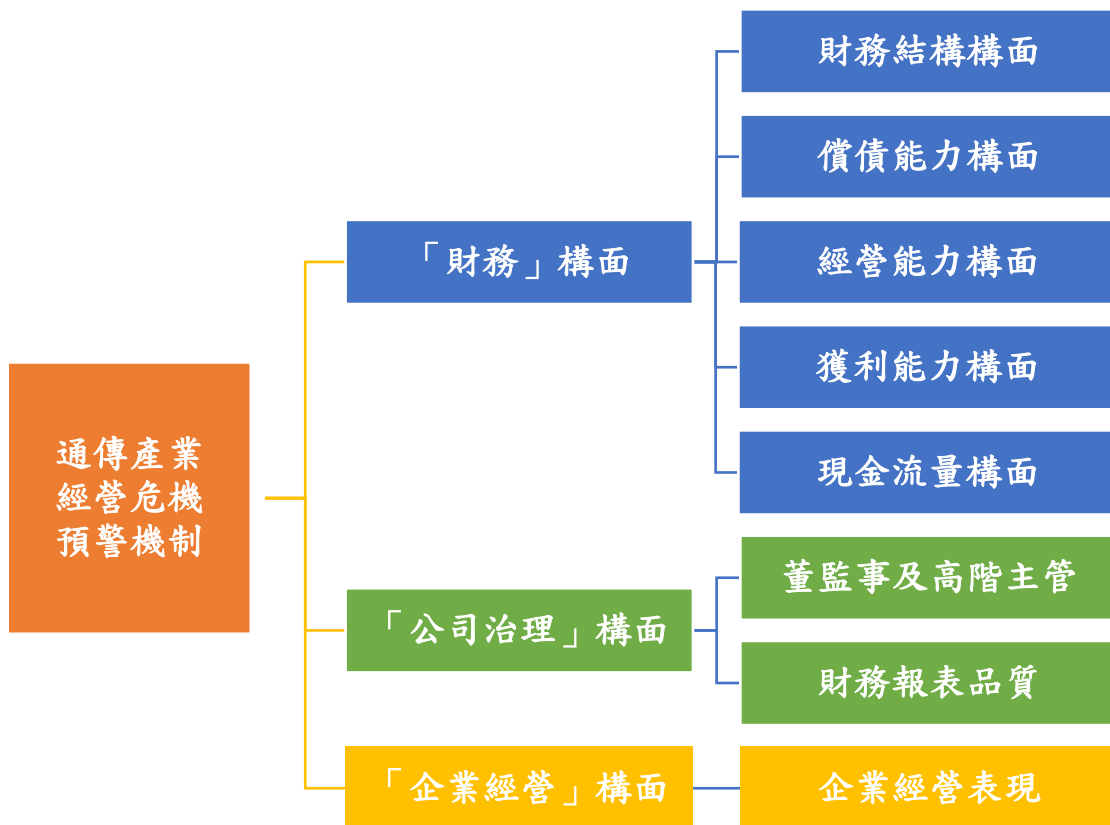 通傳產業
經營危機
預警機制
「財務」構面
財務結構構面
償債能力構面
經營能力構面
獲利能力構面
現金流量構面
「公司治理」構面
董監事及高階主管
財務報表品質
「企業經營」構面
企業經營表現